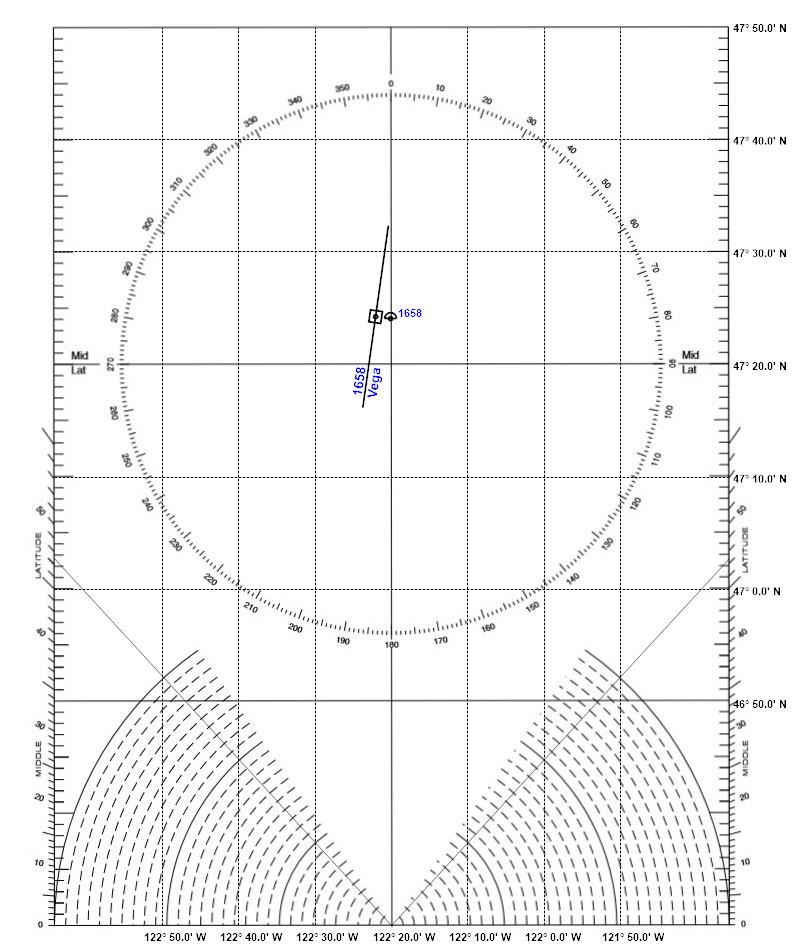 47° 50.0' N
350 0 10
340 20
330 30
47° 40.0' N
320 40
310 50
300 60
47° 30.0' N
290 70
280 80
1658
Mid Mid
270 90 47° 20.0' N
Lat Lat
1658
Vega
260 100
250 110
47° 10.0' N
240 120
50 50
230 130
LATITUDE LATITUDE
220 140
47° 0.0' N
210 150
200 160
190 180 170
40 40
46° 50.0' N
30 30
MIDDLE MIDDLE
20 20
10 10
0 0
122° 50.0' W 122° 40.0' W 122° 30.0' W 122° 20.0' W 122° 10.0' W 122° 0.0' W 121° 50.0' W